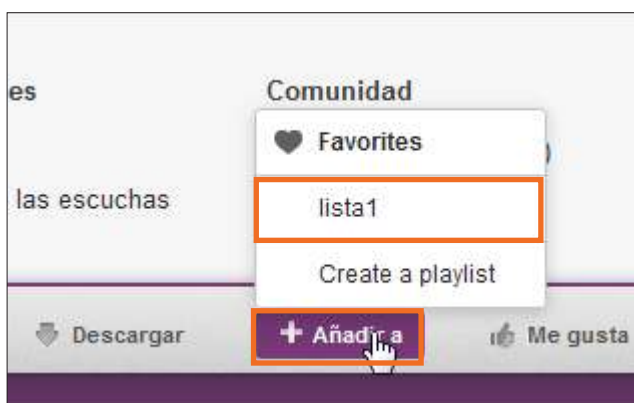 es
Comunidad
Favorites
las escuchas
lista1
Create a playlist
Descargar
+ Añadir a
Me gusta